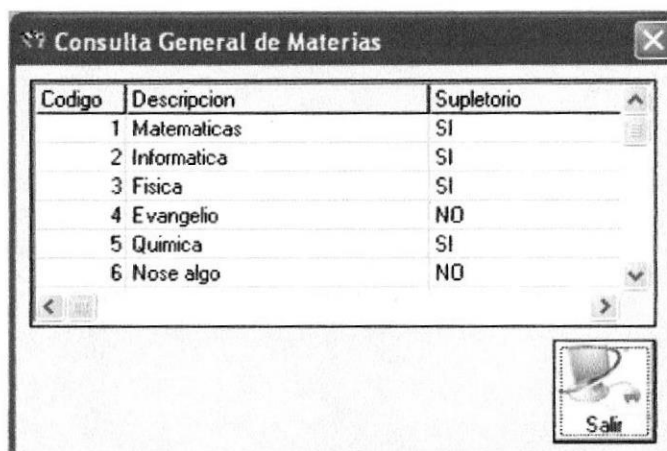 Consulta General de Materias
Codigo Descripcion Supletorio
1 Matematicas SI
2 Informatica SI
3 Fisica SI
4 Evangelio NO
5 Quimica SI
6 Nose algo NO
Salir